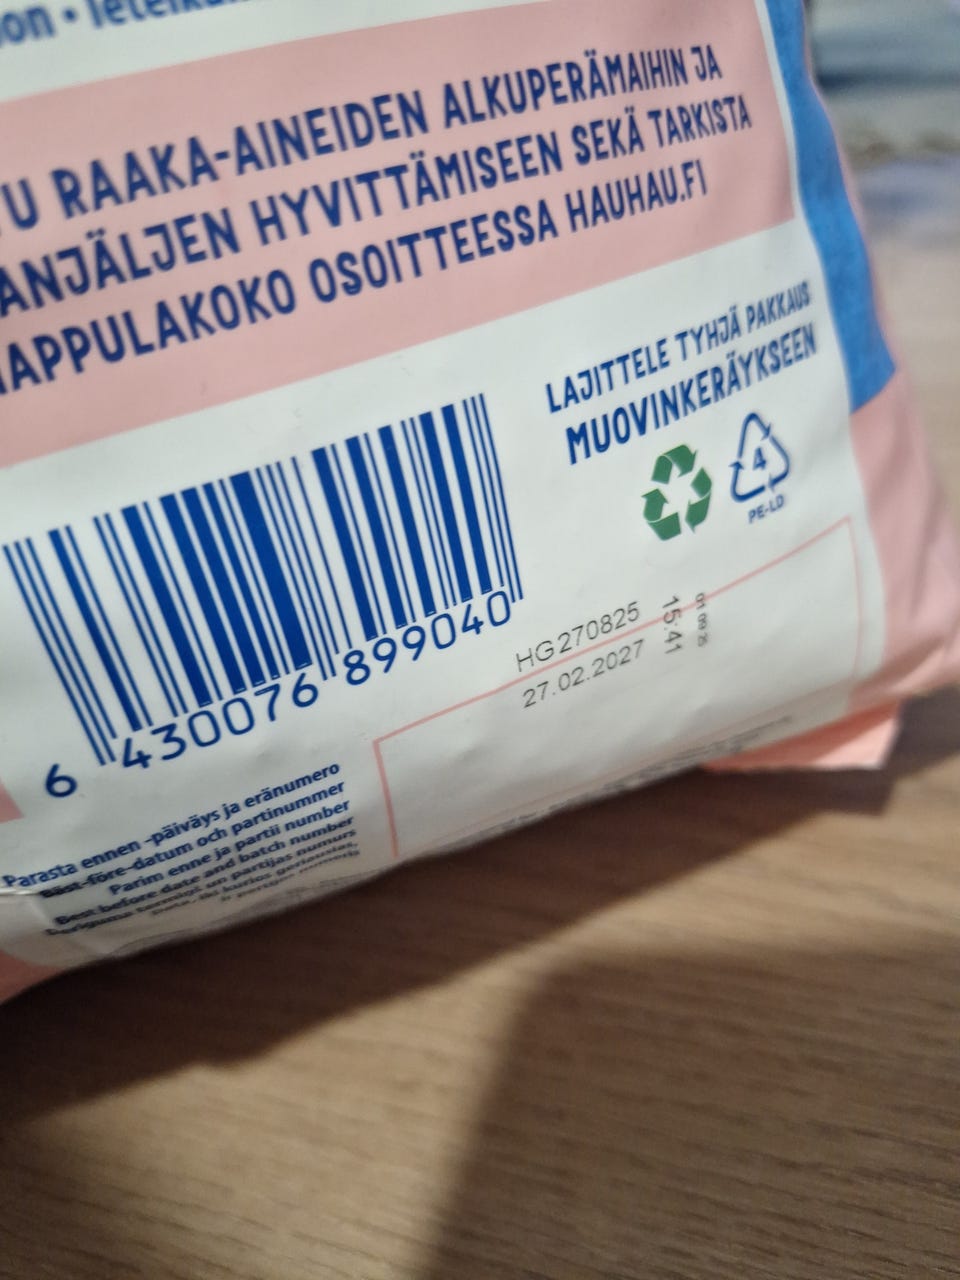 RAAKA-AINEIDEN ALKUPERÄMAIHIN JA
HYVITTÄMISEEN SEKÄ TARKISTA
OSOITTEESSA HAUHAU.FI
LAJITTELE TYHJÄ PAKKAUS
MUOVINKERÄYKSEEN
4
PE-LD
6 430076 899040
HG270825
27.02.2027
15:41
Parasta ennen -päiväys ja eränumero
Bäst-före-datum och partinummer
Parim enne ja partii number
Best before date and batch number